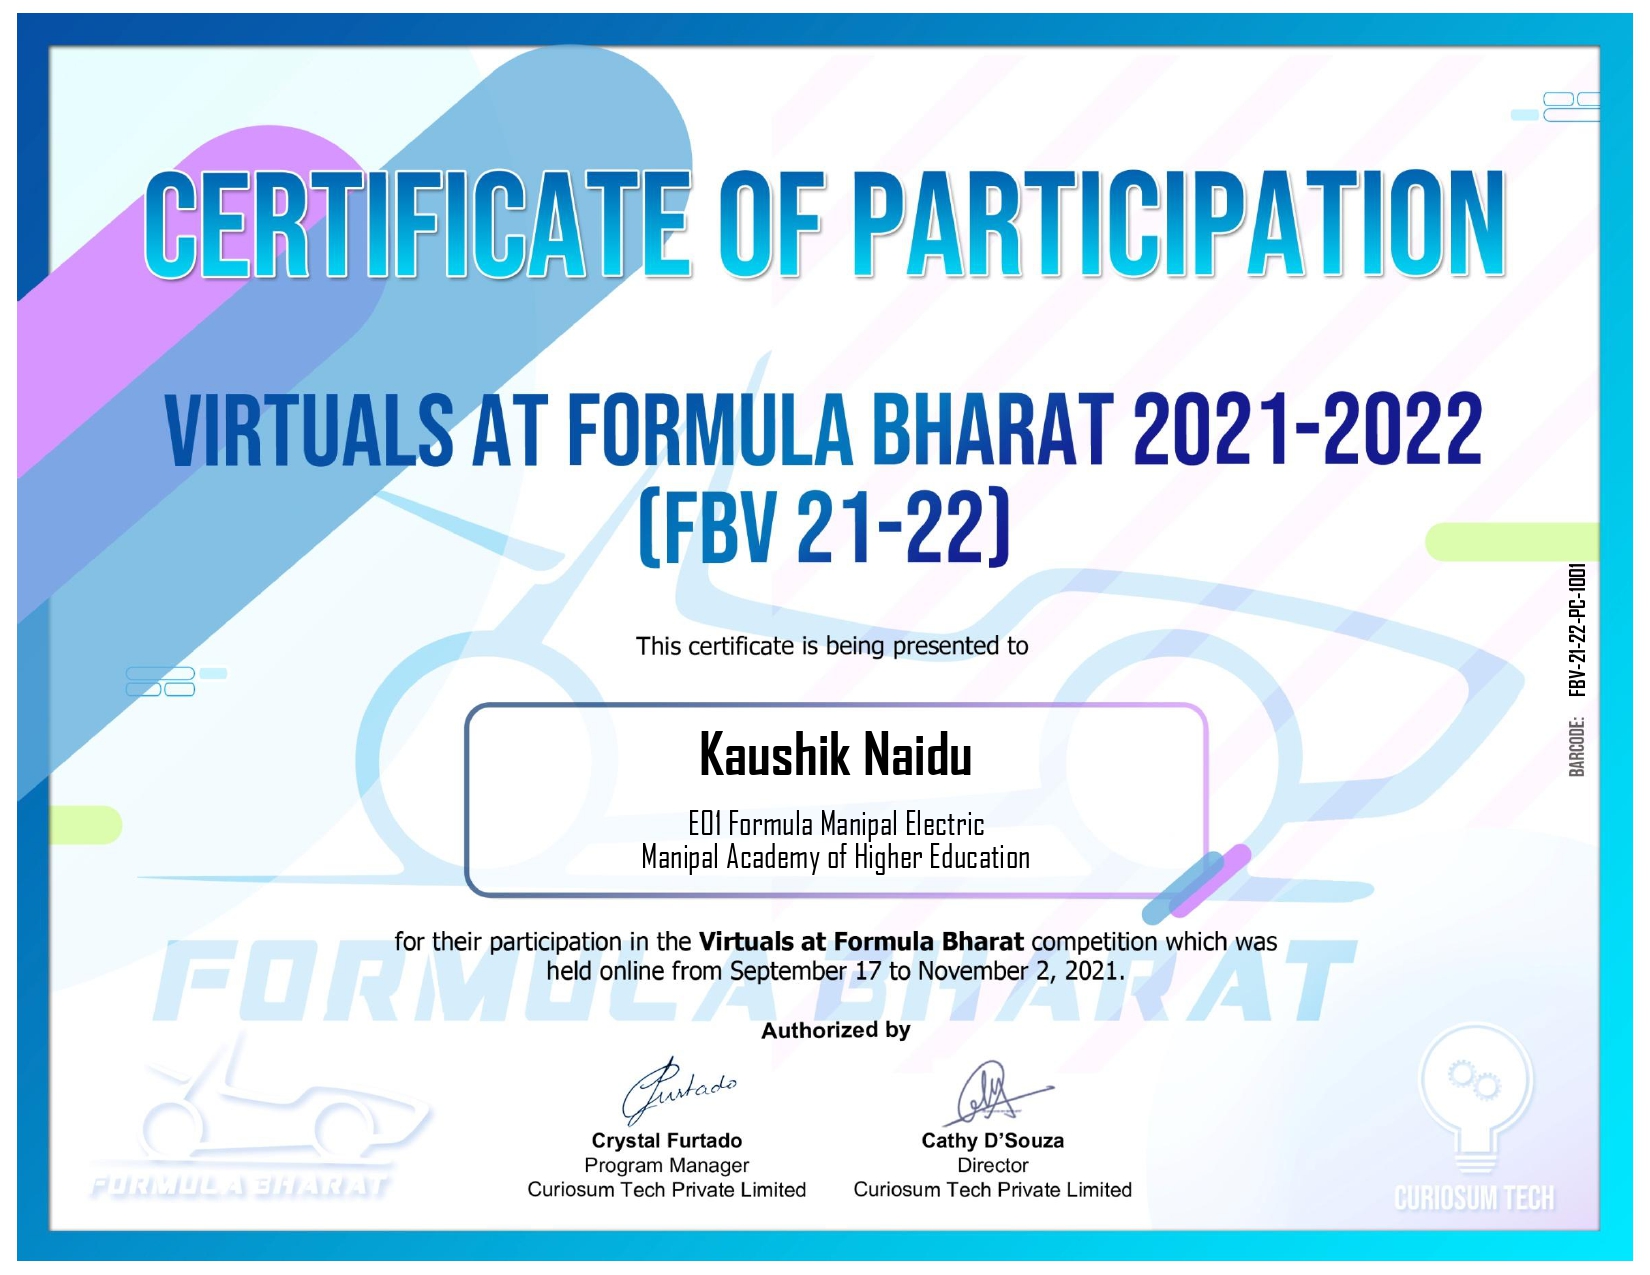 CERTIFICATE OF PARTICIPATION
VIRTUALS AT FORMULA BHARAT 2021-2022
(FBV 21-22)
This certificate is being presented to
Kaushik Naidu
E01 Formula Manipal Electric
Manipal Academy of Higher Education
for their participation in the Virtuals at Formula Bharat competition which was
held online from September 17 to November 2, 2021.
FORMULA BHARAT
Authorized by
Furtado
Crystal Furtado
Program Manager
Curiosum Tech Private Limited
Cathy D'Souza
Director
Curiosum Tech Private Limited
FORMULA BHARAT
CURIOSUM TECH
BARCODE: FBV-21-22-PC-1001